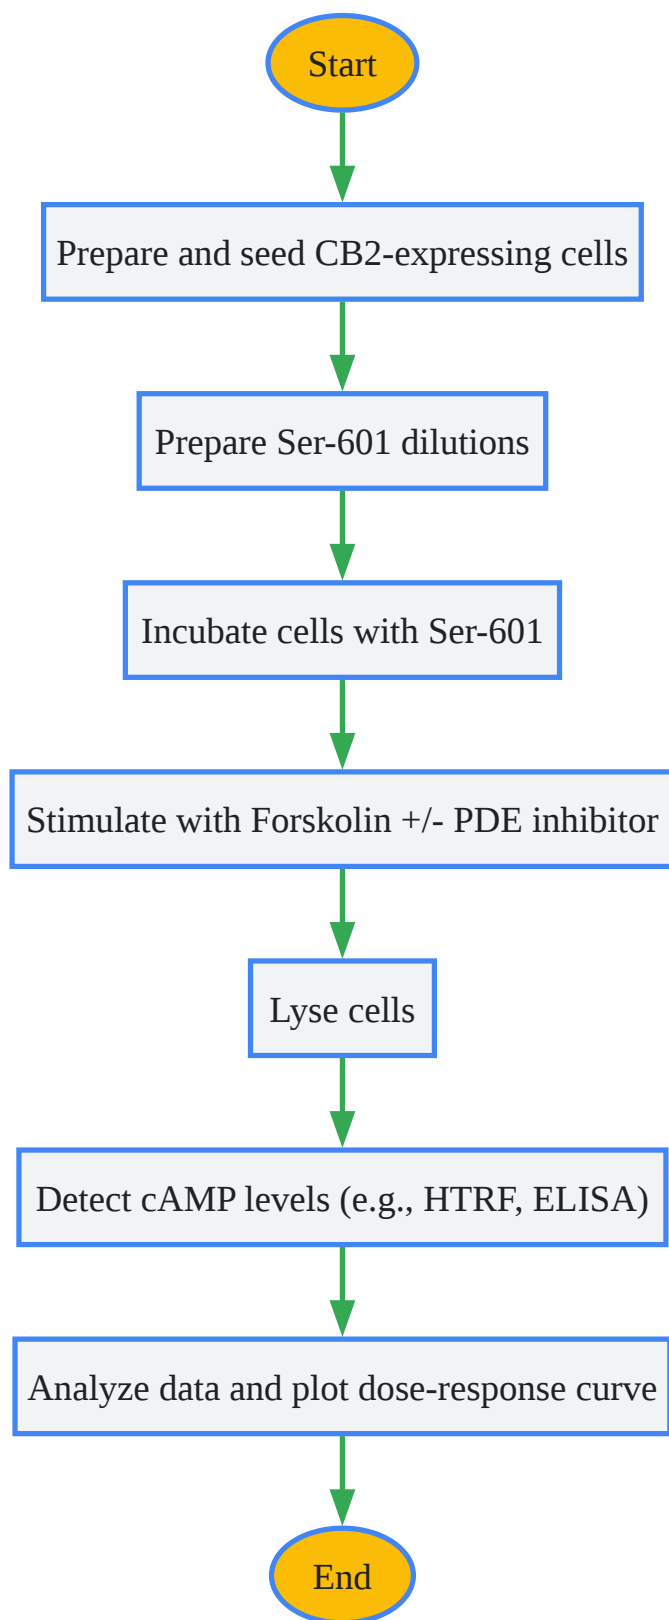 Start
Prepare and seed CB2-expressing cells
Prepare Ser-601 dilutions
Incubate cells with Ser-601
Stimulate with Forskolin +/- PDE inhibitor
Lyse cells
Detect cAMP levels (e.g., HTRF, ELISA)
Analyze data and plot dose-response curve
End